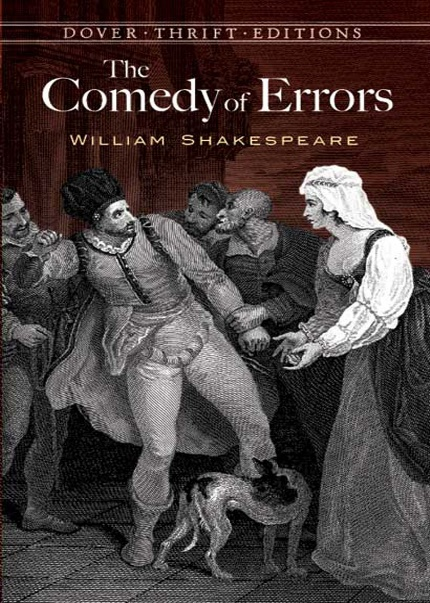 DOVER · THRIFT · EDITIONS
The
Comedy of Errors
WILLIAM SHAKESPEARE